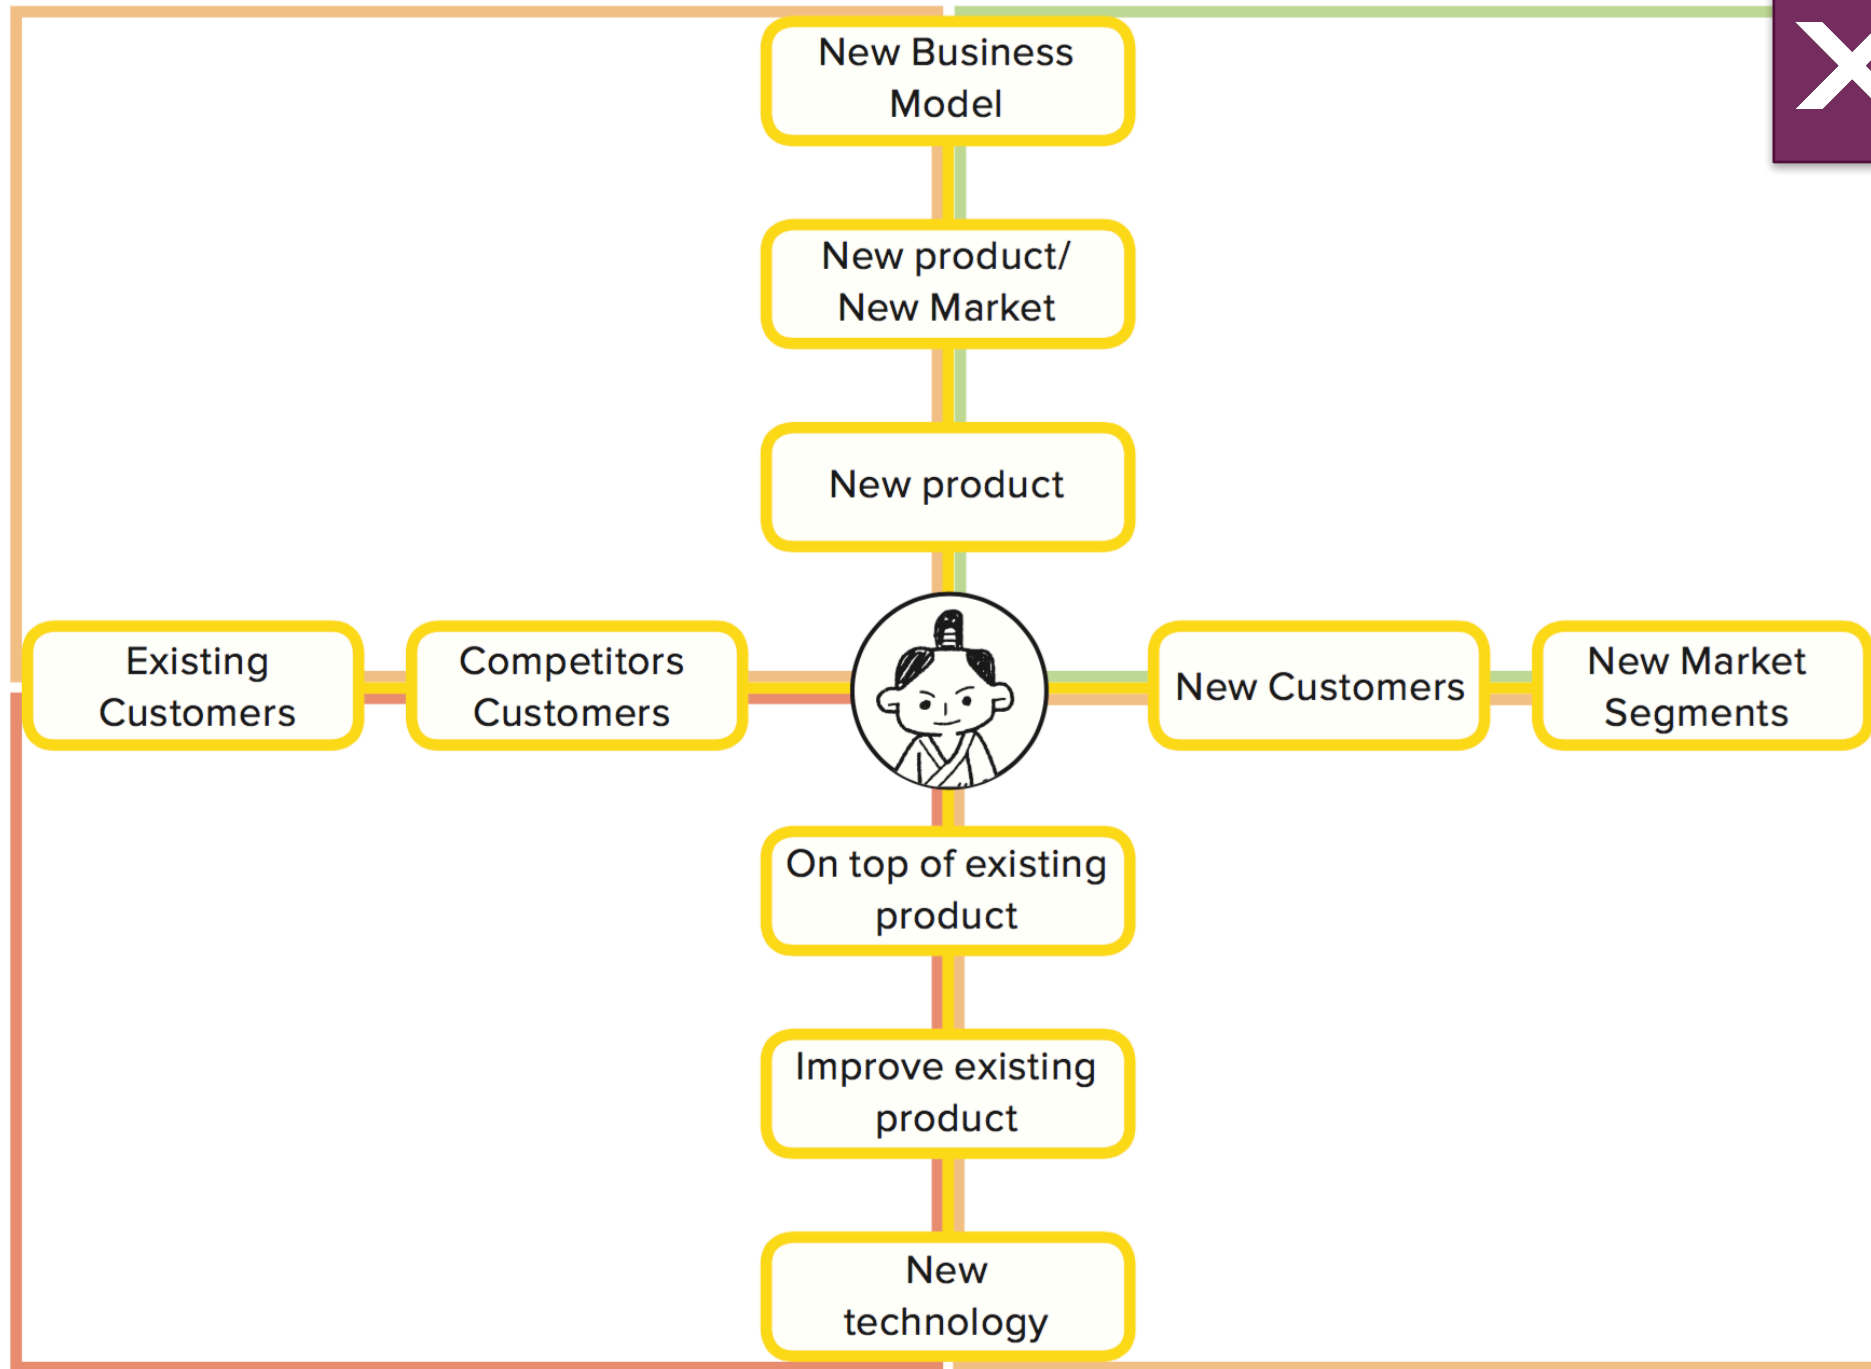 New Business
Model
New product/
New Market
New product
Existing
Customers
Competitors
Customers
New Customers
New Market
Segments
On top of existing
product
Improve existing
product
New
technology